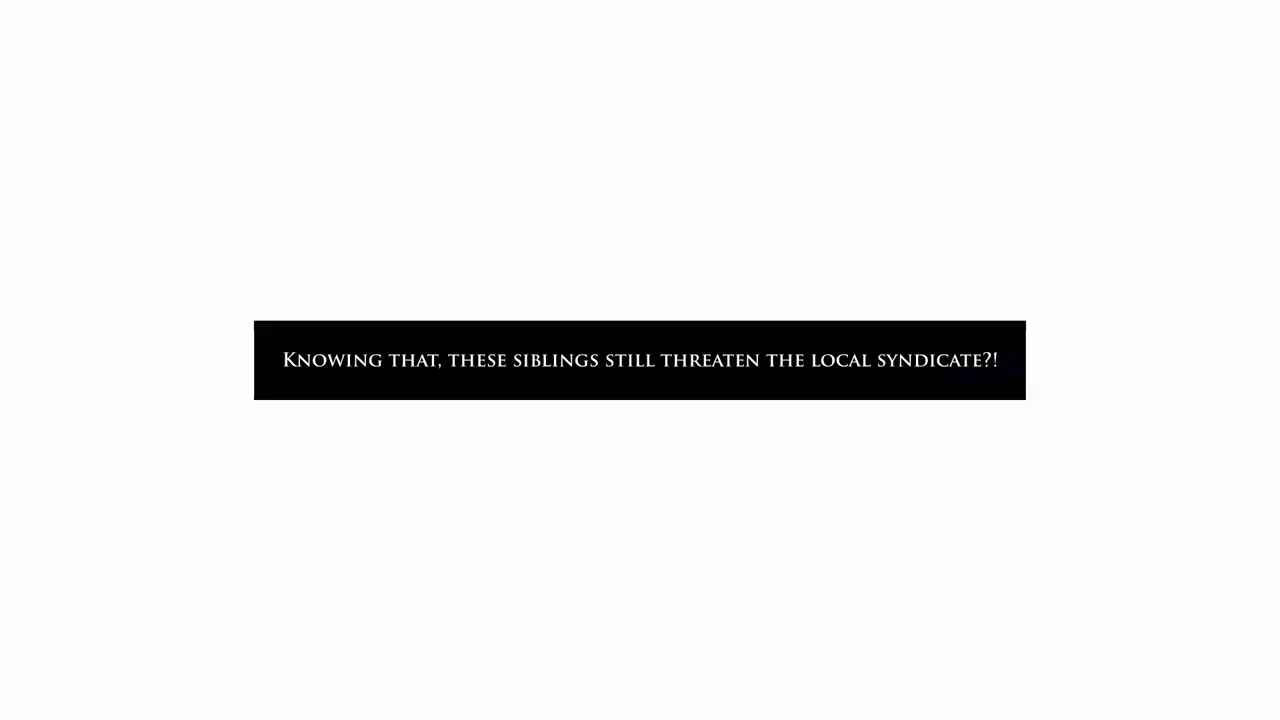 Knowing that, these siblings still threaten the local syndicate?!